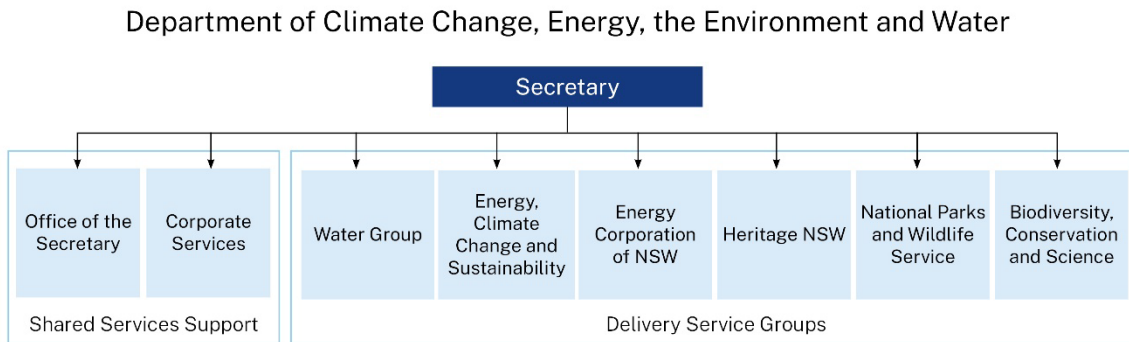 Department of Climate Change, Energy, the Environment and Water
Secretary
Office of the
Secretary
Corporate
Services
Water Group
Energy,
Climate
Change and
Sustainability
Energy
Corporation
of NSW
Heritage NSW
National Parks
and Wildlife
Service
Biodiversity,
Conservation
and Science
Shared Services Support
Delivery Service Groups